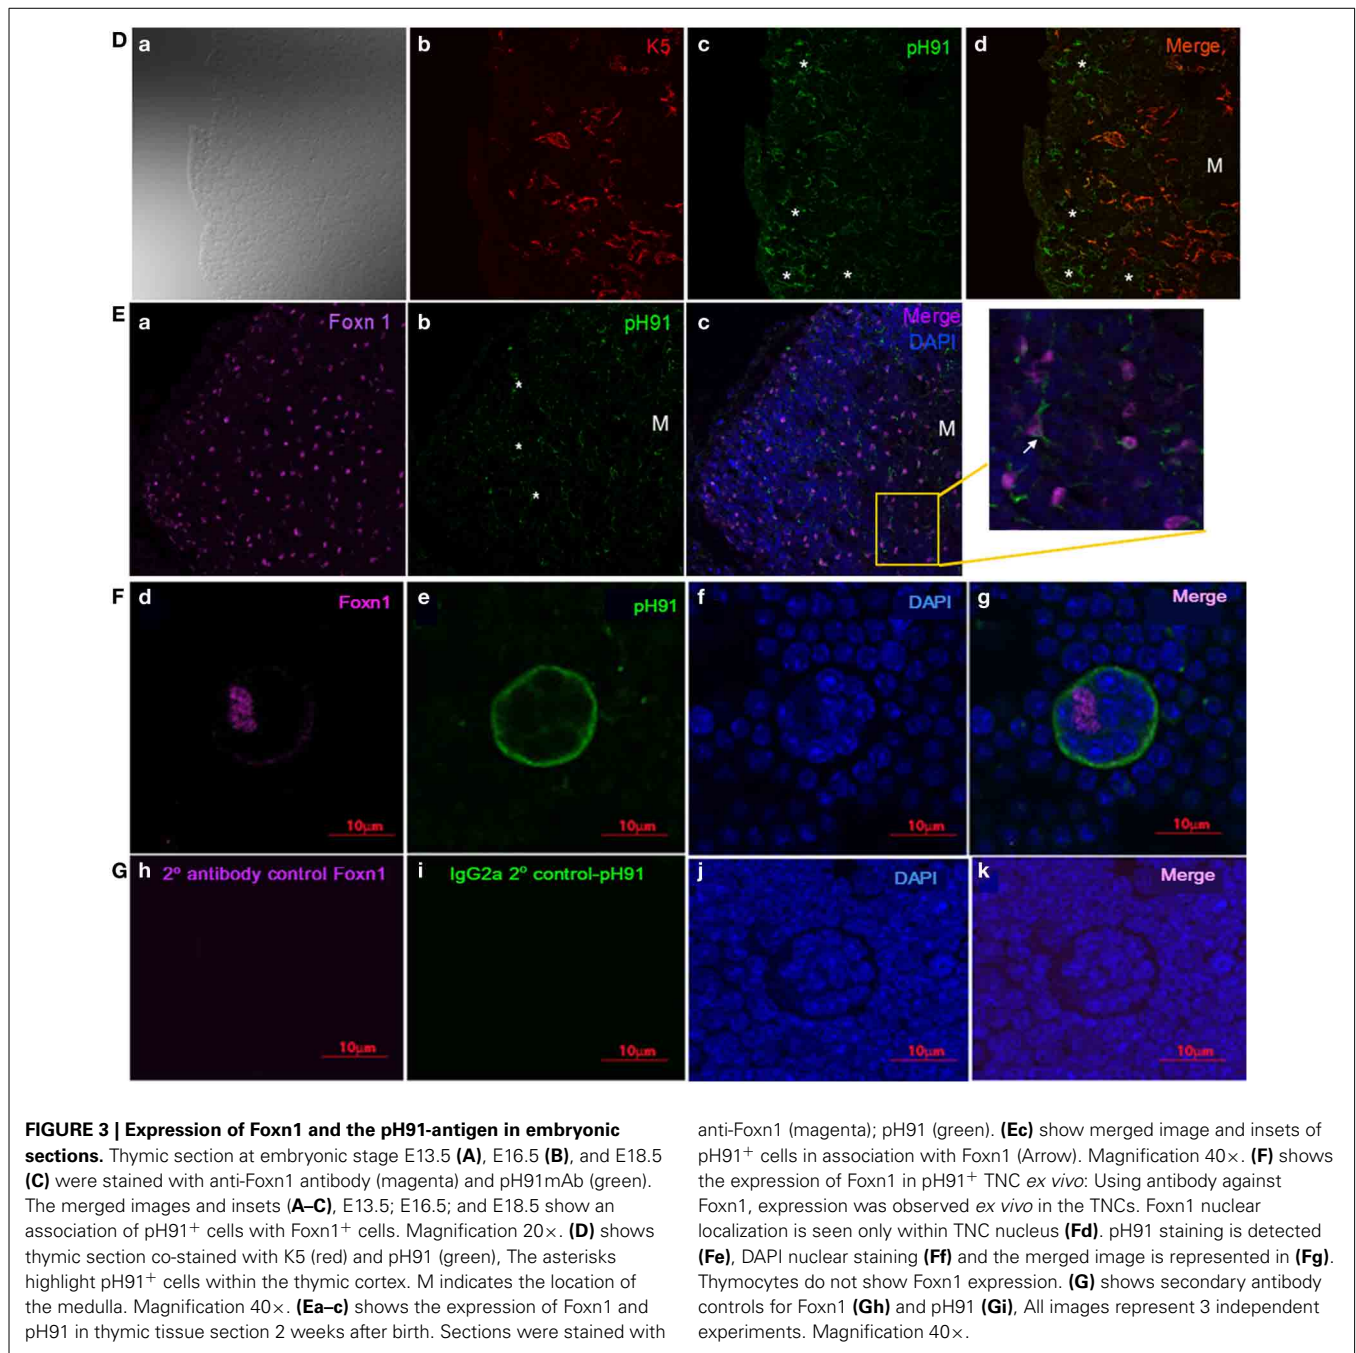 D a b K5 c pH91 d Merge,
* * * * * * * *
M
E a Foxn 1 b pH91 c Merge
DAPI
* * *
M M
F d Foxn1 e pH91 f DAPI g Merge
10μm 10μm 10μm 10μm
G h 2º antibody control Foxn1 i IgG2a 2º control-pH91 j DAPI k Merge
10μm 10μm 10μm 10μm
FIGURE 3 | Expression of Foxn1 and the pH91-antigen in embryonic
sections. Thymic section at embryonic stage E13.5 (A), E16.5 (B), and E18.5
(C) were stained with anti-Foxn1 antibody (magenta) and pH91mAb (green).
The merged images and insets (A–C), E13.5; E16.5; and E18.5 show an
association of pH91⁺ cells with Foxn1⁺ cells. Magnification 20×. (D) shows
thymic section co-stained with K5 (red) and pH91 (green), The asterisks
highlight pH91⁺ cells within the thymic cortex. M indicates the location of
the medulla. Magnification 40×. (Ea–c) shows the expression of Foxn1 and
pH91 in thymic tissue section 2 weeks after birth. Sections were stained with
anti-Foxn1 (magenta); pH91 (green). (Ec) show merged image and insets of
pH91⁺ cells in association with Foxn1 (Arrow). Magnification 40×. (F) shows
the expression of Foxn1 in pH91⁺ TNC ex vivo: Using antibody against
Foxn1, expression was observed ex vivo in the TNCs. Foxn1 nuclear
localization is seen only within TNC nucleus (Fd). pH91 staining is detected
(Fe), DAPI nuclear staining (Ff) and the merged image is represented in (Fg).
Thymocytes do not show Foxn1 expression. (G) shows secondary antibody
controls for Foxn1 (Gh) and pH91 (Gi), All images represent 3 independent
experiments. Magnification 40×.